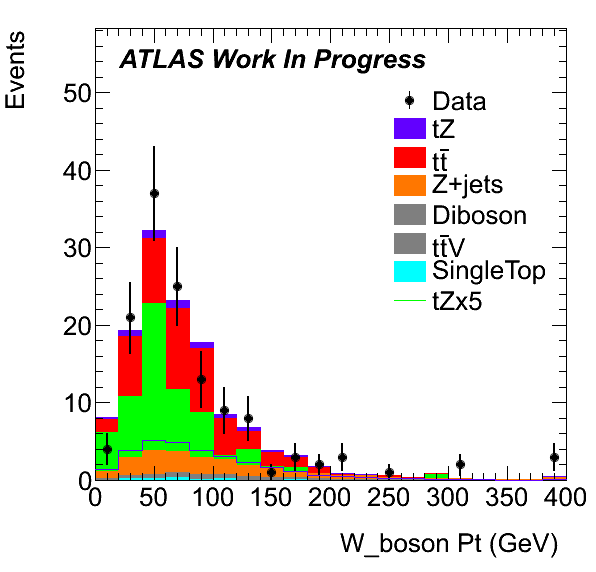 Events
ATLAS Work In Progress
Data
tZ
tt̄
Z+jets
Diboson
tt̄V
SingleTop
tZx5
50
40
30
20
10
0
0 50 100 150 200 250 300 350 400
W_boson Pt (GeV)